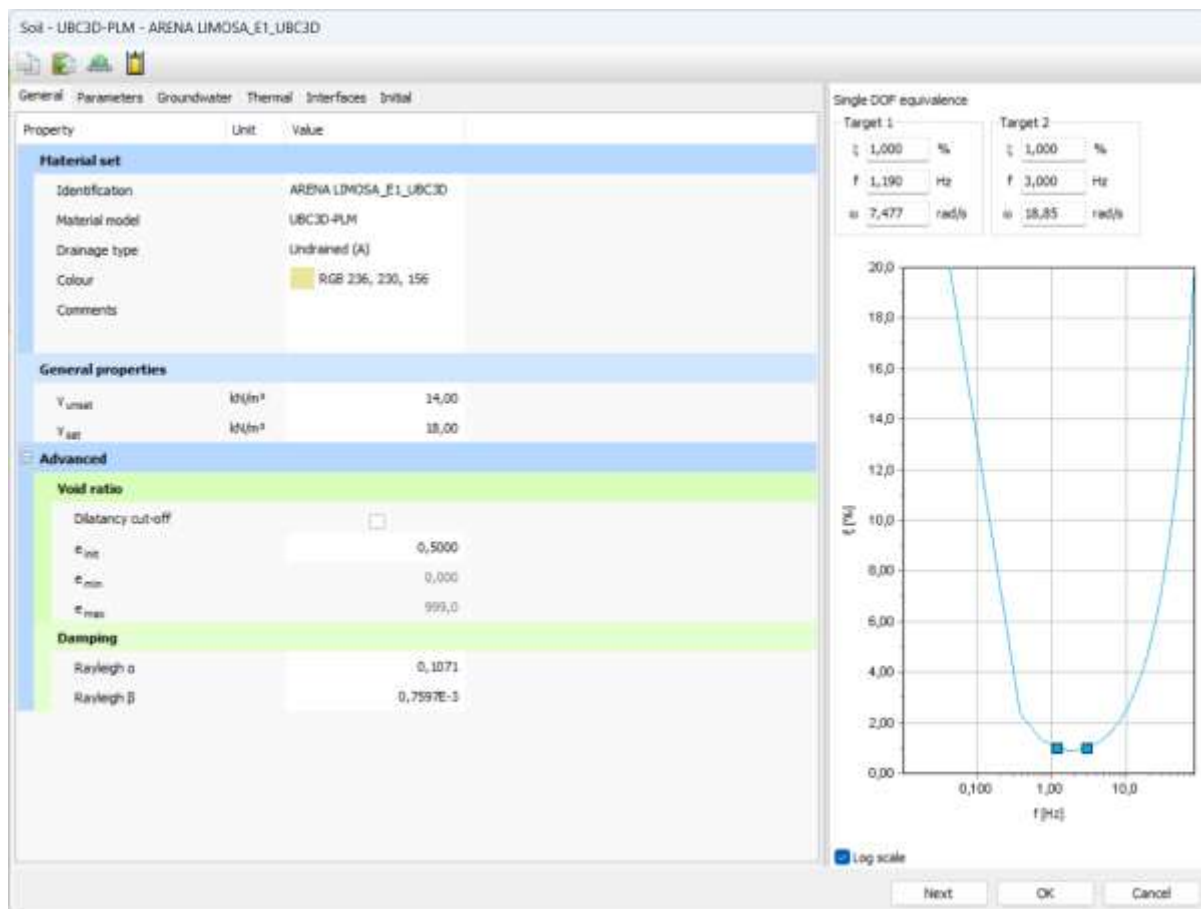 Soil - UBC3D-PLM - ARENA LIMOSA_E1_UBC3D
General Parameters Groundwater Thermal Interfaces Initial
Property Unit Value
Material set
Identification ARENA LIMOSA_E1_UBC3D
Material model UBC3D-PLM
Drainage type Undrained (A)
Colour RGB 236, 230, 156
Comments
General properties
γ unsat kN/m³ 14,00
γ sat kN/m³ 18,00
Advanced
Void ratio
Dilatancy cut-off
e init 0,5000
e min 0,000
e max 999,0
Damping
Rayleigh α 0,1071
Rayleigh β 0,7597E-3
Single DOF equivalence
Target 1 Target 2
ξ 1,000 % ξ 1,000 %
f 1,190 Hz f 3,000 Hz
ω 7,477 rad/s ω 18,85 rad/s
20,0
18,0
16,0
14,0
12,0
10,0
8,00
6,00
4,00
2,00
0,00
ξ [%]
0,100 1,00 10,0
f [Hz]
Log scale
Next OK Cancel